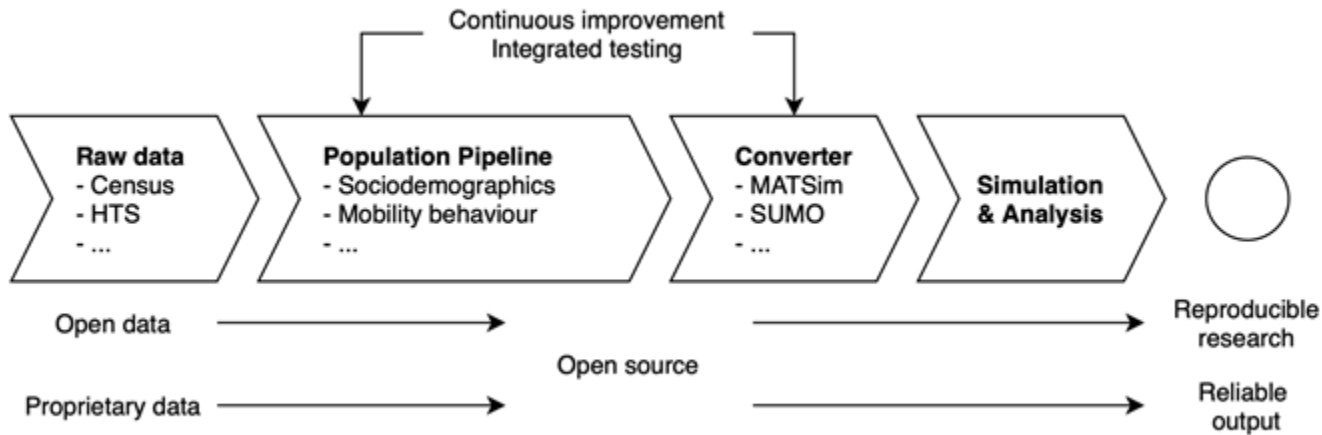 Continuous improvement
Integrated testing
Raw data
- Census
- HTS
- ...
Population Pipeline
- Sociodemographics
- Mobility behaviour
- ...
Converter
- MATSim
- SUMO
- ...
Simulation
& Analysis
Open data
Reproducible
research
Open source
Proprietary data
Reliable
output